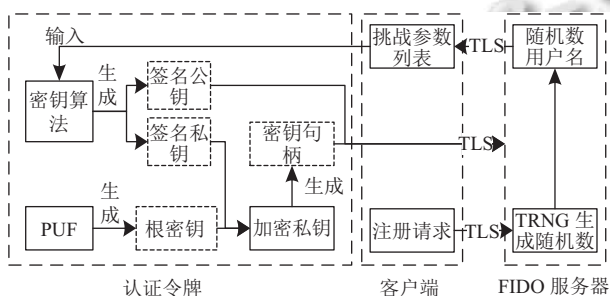 输入
挑战参数
列表
TLS
随机数
用户名
密钥算
法
生
成
签名公
钥
签名私
钥
密钥句
柄
TLS
生成
PUF
生
成
根密钥
加密私钥
注册请求
TLS
TRNG 生
成随机数
认证令牌
客户端
FIDO 服务器